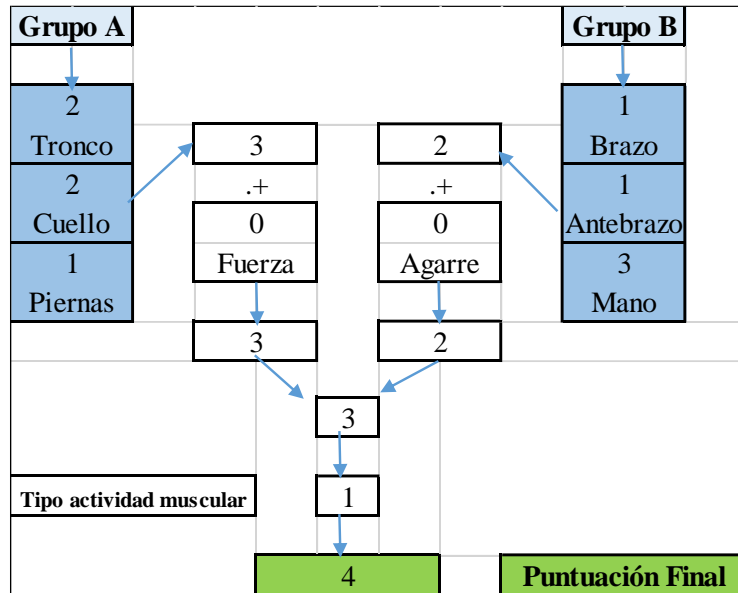 Grupo A
Grupo B
2
Tronco
2
Cuello
1
Piernas
3
.+
0
Fuerza
3
2
.+
0
Agarre
2
1
Brazo
1
Antebrazo
3
Mano
3
Tipo actividad muscular
1
4
Puntuación Final